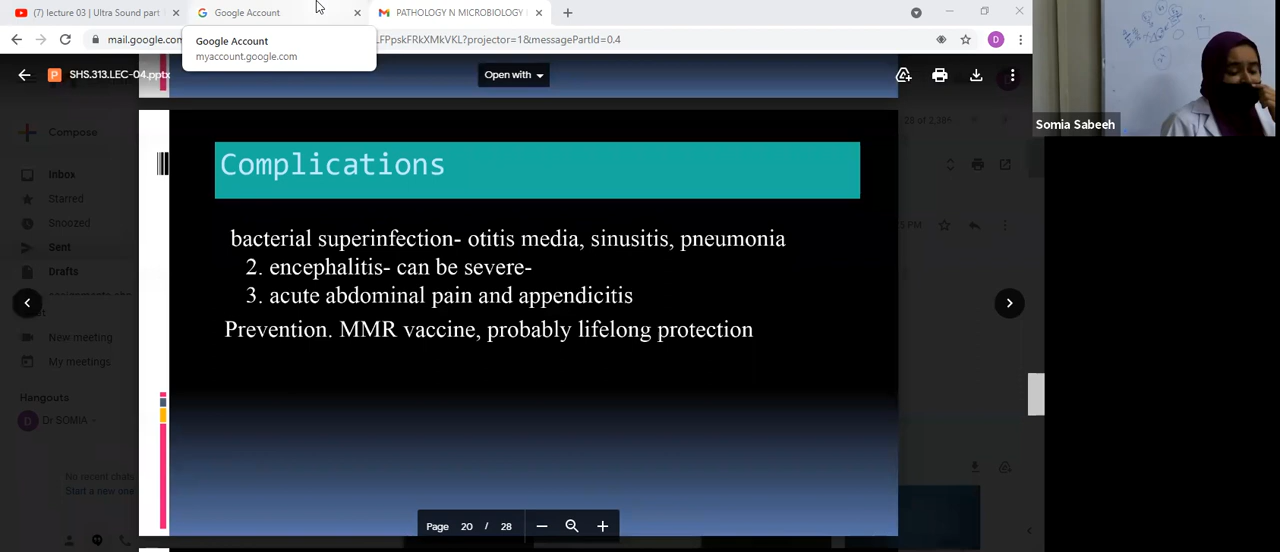 (7) lecture 03 | Ultra Sound part
Google Account
PATHOLOGY N MICROBIOLOGY
mail.google.com
FPpskFRkXMkVKL?projector=1&messagePartId=0.4
D
Google Account
myaccount.google.com
P
SHS.313.LEC-04.pptx
Open with
Somia Sabeeh
Compose
Inbox
Starred
Snoozed
Sent
Drafts
New meeting
My meetings
Hangouts
Dr SOMIA
No recent chats
Start a new one
Complications
bacterial superinfection- otitis media, sinusitis, pneumonia
2. encephalitis- can be severe-
3. acute abdominal pain and appendicitis
Prevention. MMR vaccine, probably lifelong protection
Page 20 / 28